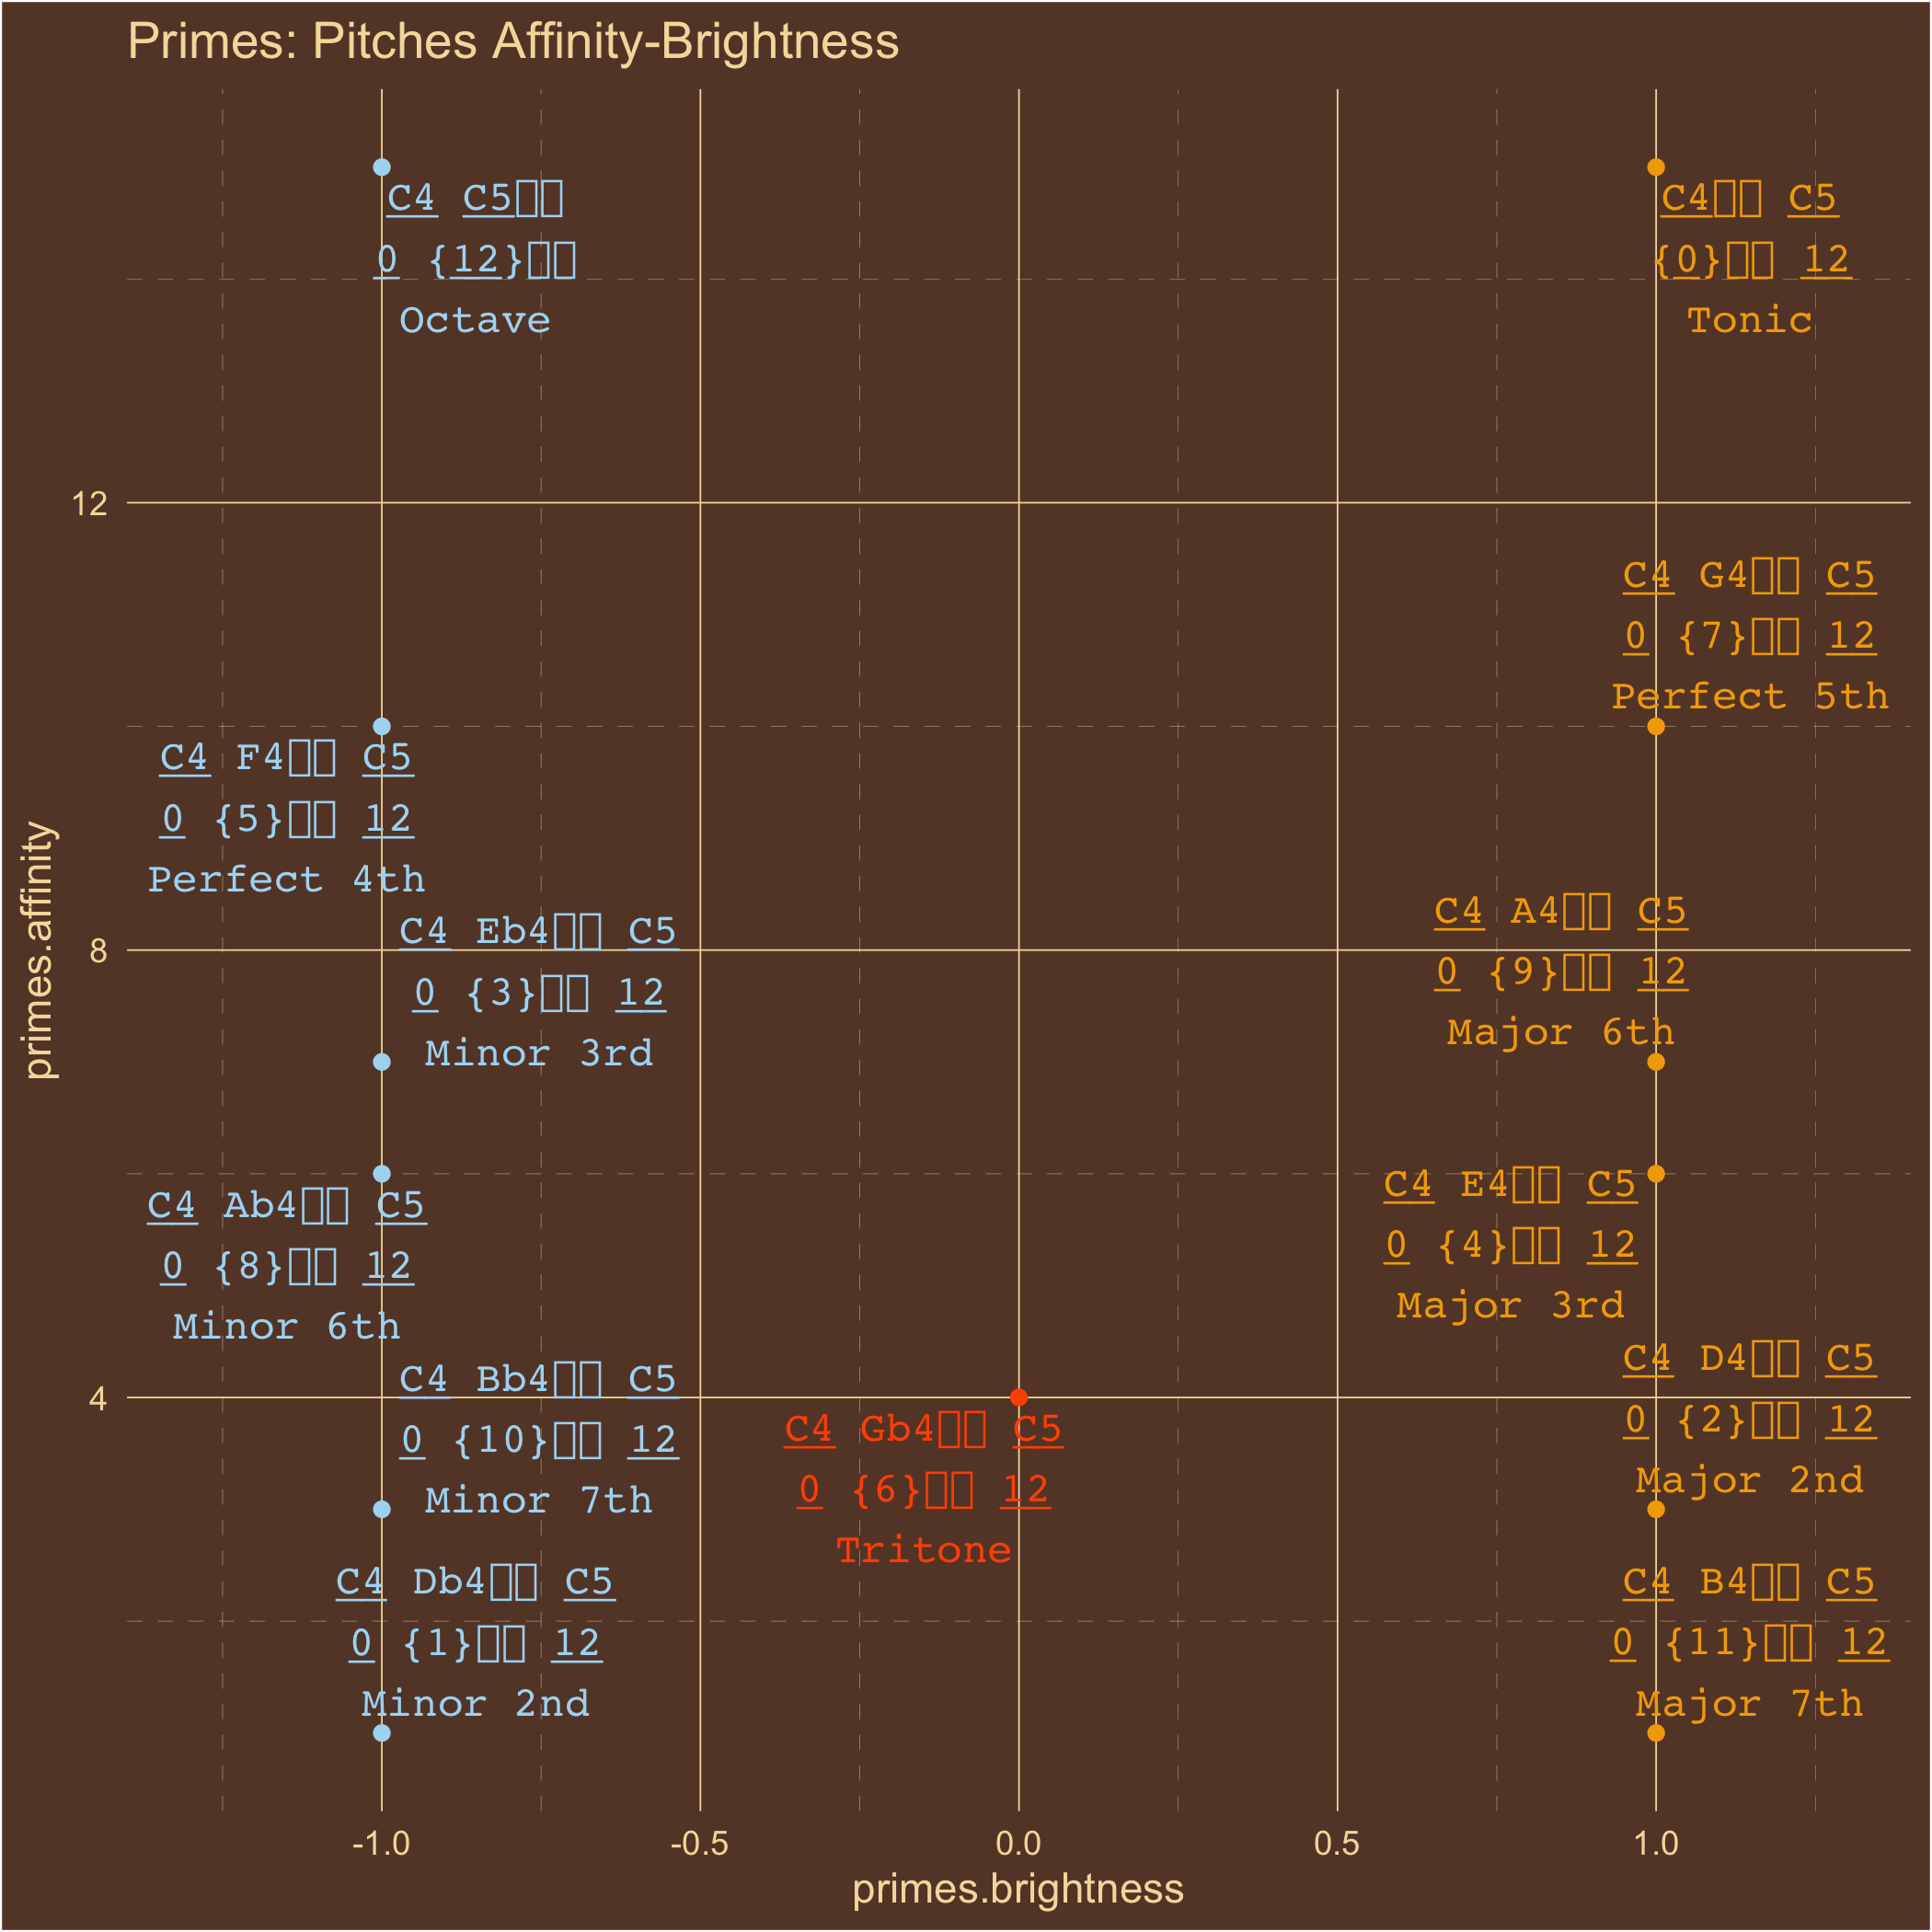 Primes: Pitches Affinity-Brightness
C4 C5▯▯
0 {12}▯▯
Octave
C4▯▯ C5
{0}▯▯ 12
Tonic
12
C4 G4▯▯ C5
0 {7}▯▯ 12
Perfect 5th
C4 F4▯▯ C5
0 {5}▯▯ 12
Perfect 4th
C4 A4▯▯ C5
0 {9}▯▯ 12
Major 6th
primes.affinity
8
C4 Eb4▯▯ C5
0 {3}▯▯ 12
Minor 3rd
C4 E4▯▯ C5
0 {4}▯▯ 12
Major 3rd
C4 Ab4▯▯ C5
0 {8}▯▯ 12
Minor 6th
C4 D4▯▯ C5
0 {2}▯▯ 12
Major 2nd
4
C4 Bb4▯▯ C5
0 {10}▯▯ 12
Minor 7th
C4 Gb4▯▯ C5
0 {6}▯▯ 12
Tritone
C4 Db4▯▯ C5
0 {1}▯▯ 12
Minor 2nd
C4 B4▯▯ C5
0 {11}▯▯ 12
Major 7th
-1.0 -0.5 0.0 0.5 1.0
primes.brightness